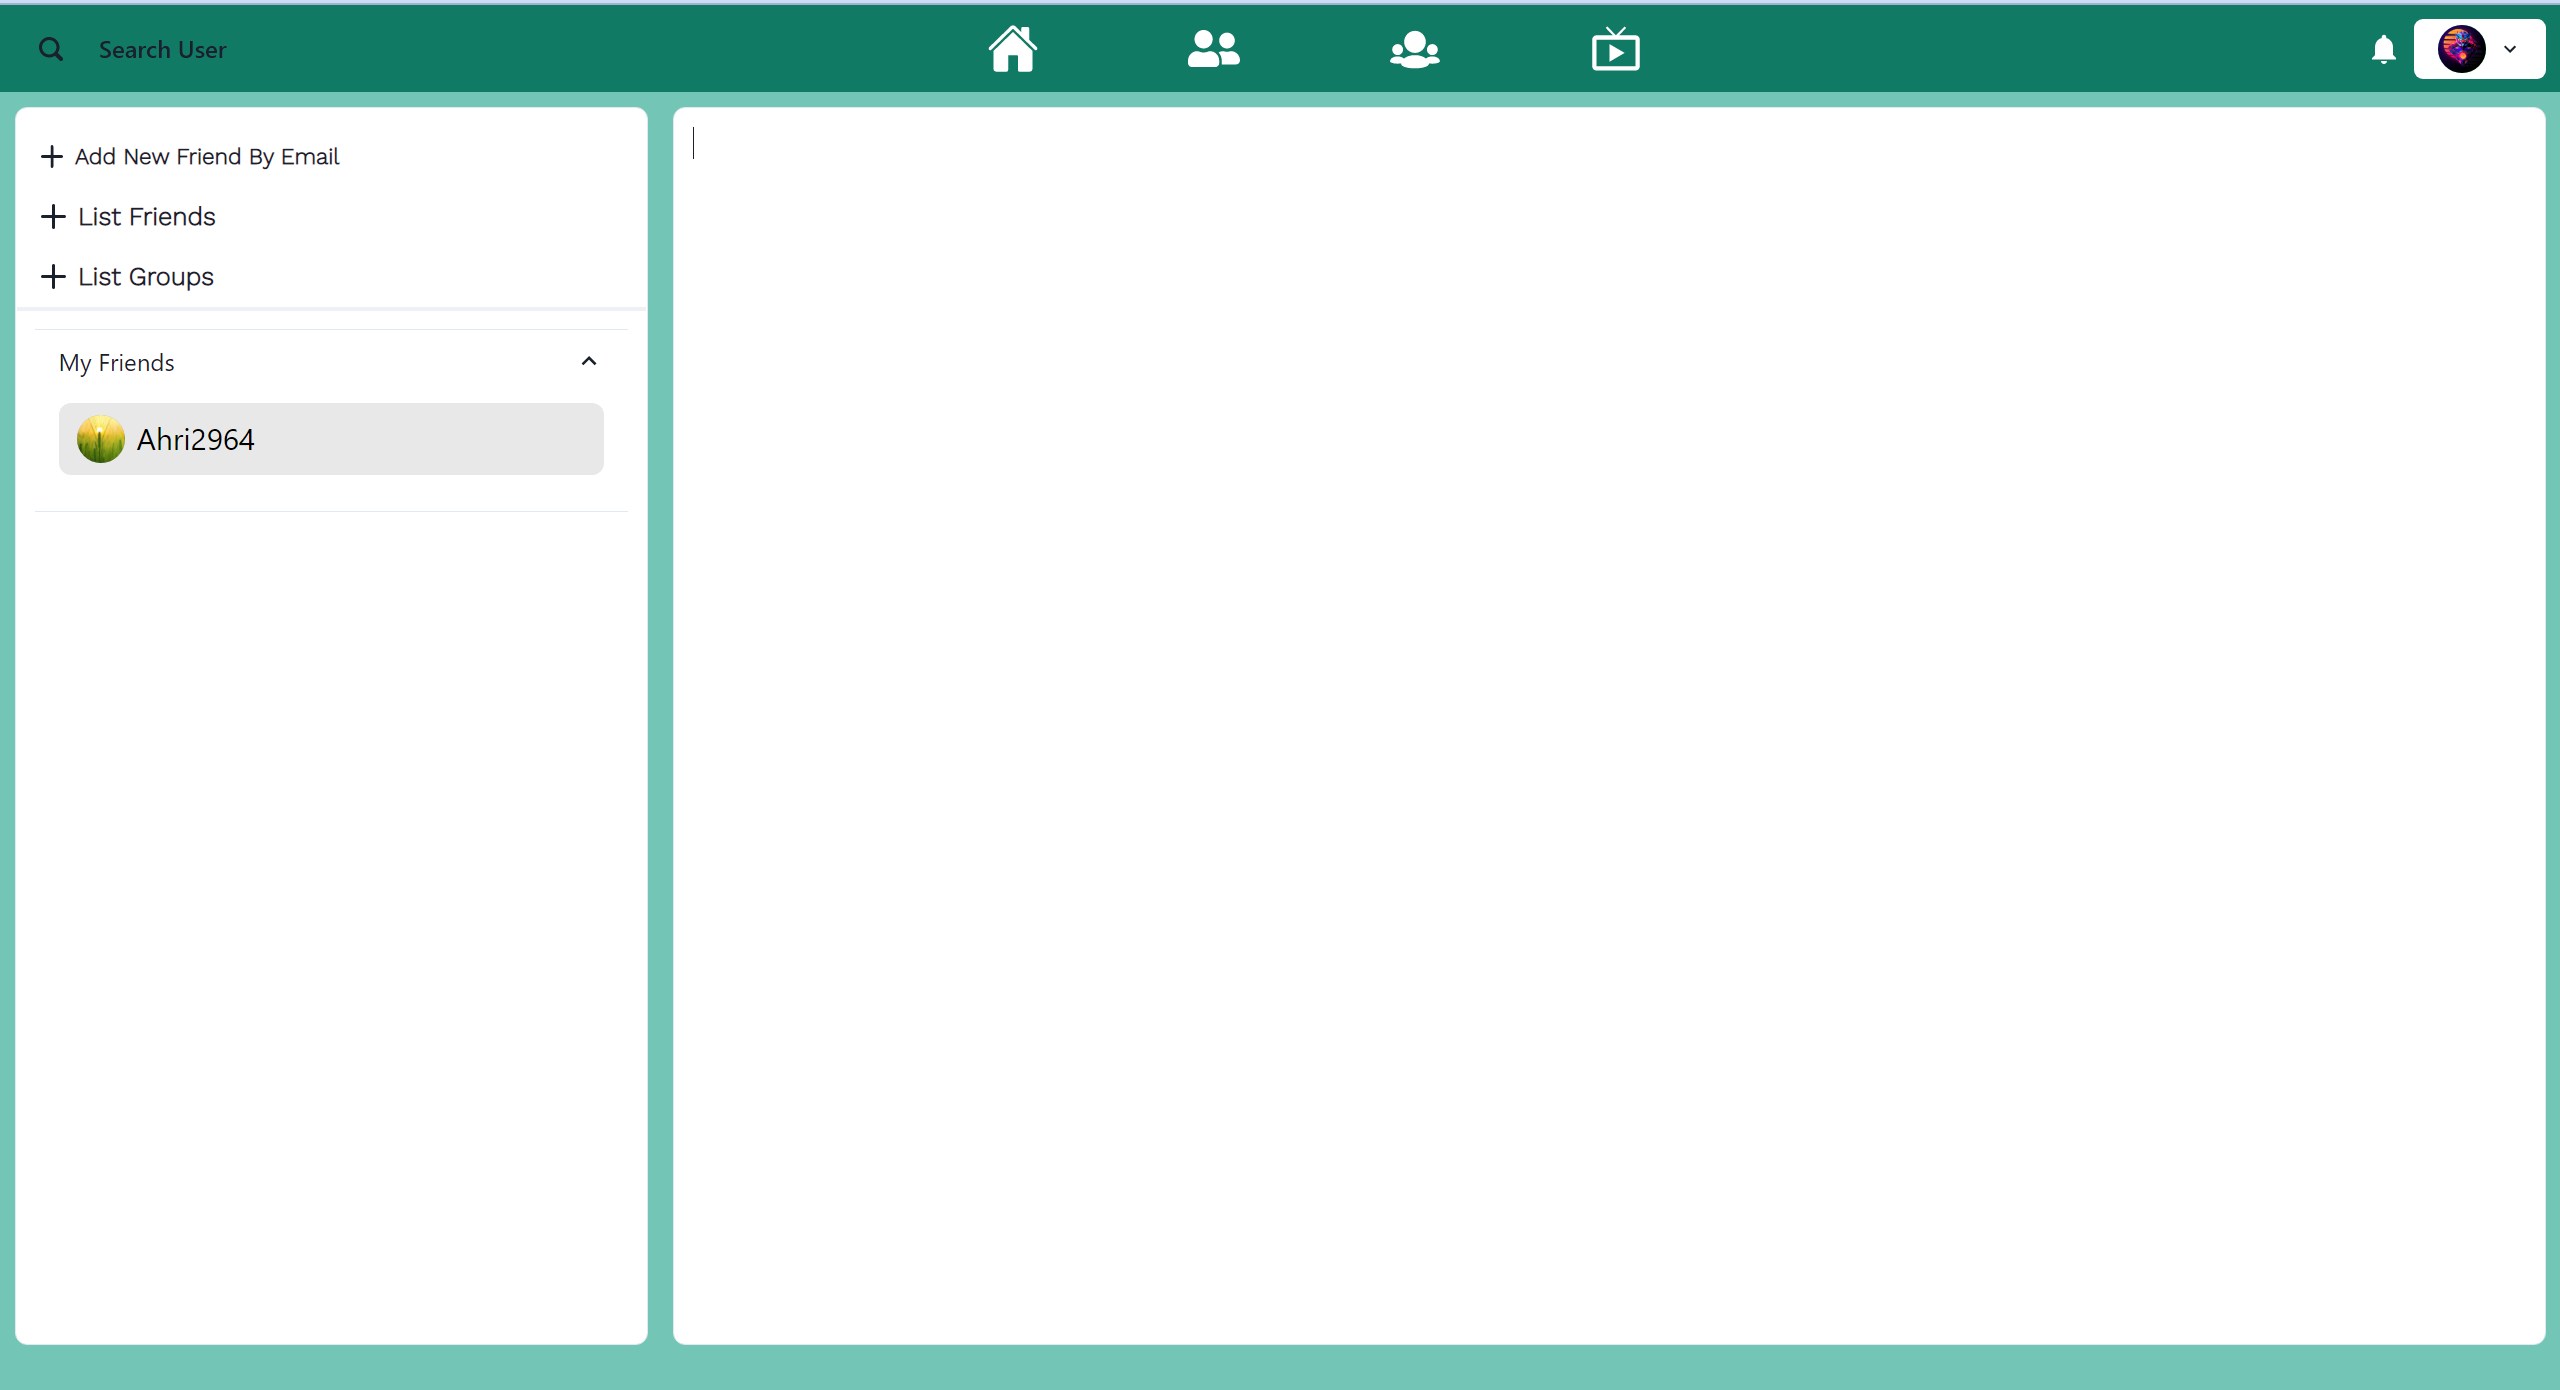 Search User
Add New Friend By Email
List Friends
List Groups
My Friends
Ahri2964